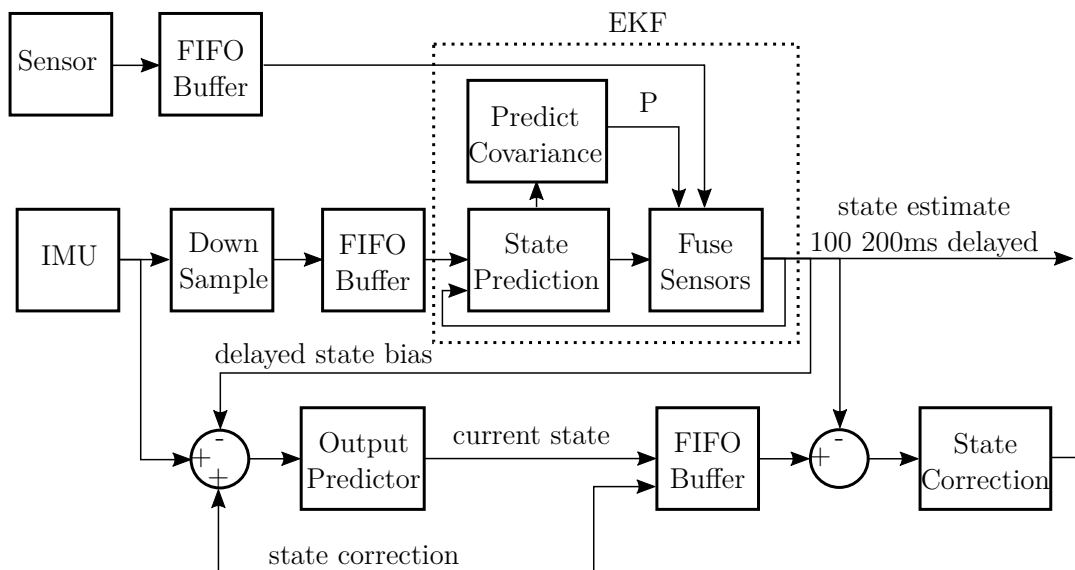 EKF
Sensor
FIFO
Buffer
Predict
Covariance
P
IMU
Down
Sample
FIFO
Buffer
State
Prediction
Fuse
Sensors
state estimate
100 200ms delayed
delayed state bias
-
+
+
Output
Predictor
current state
FIFO
Buffer
-
+
State
Correction
state correction